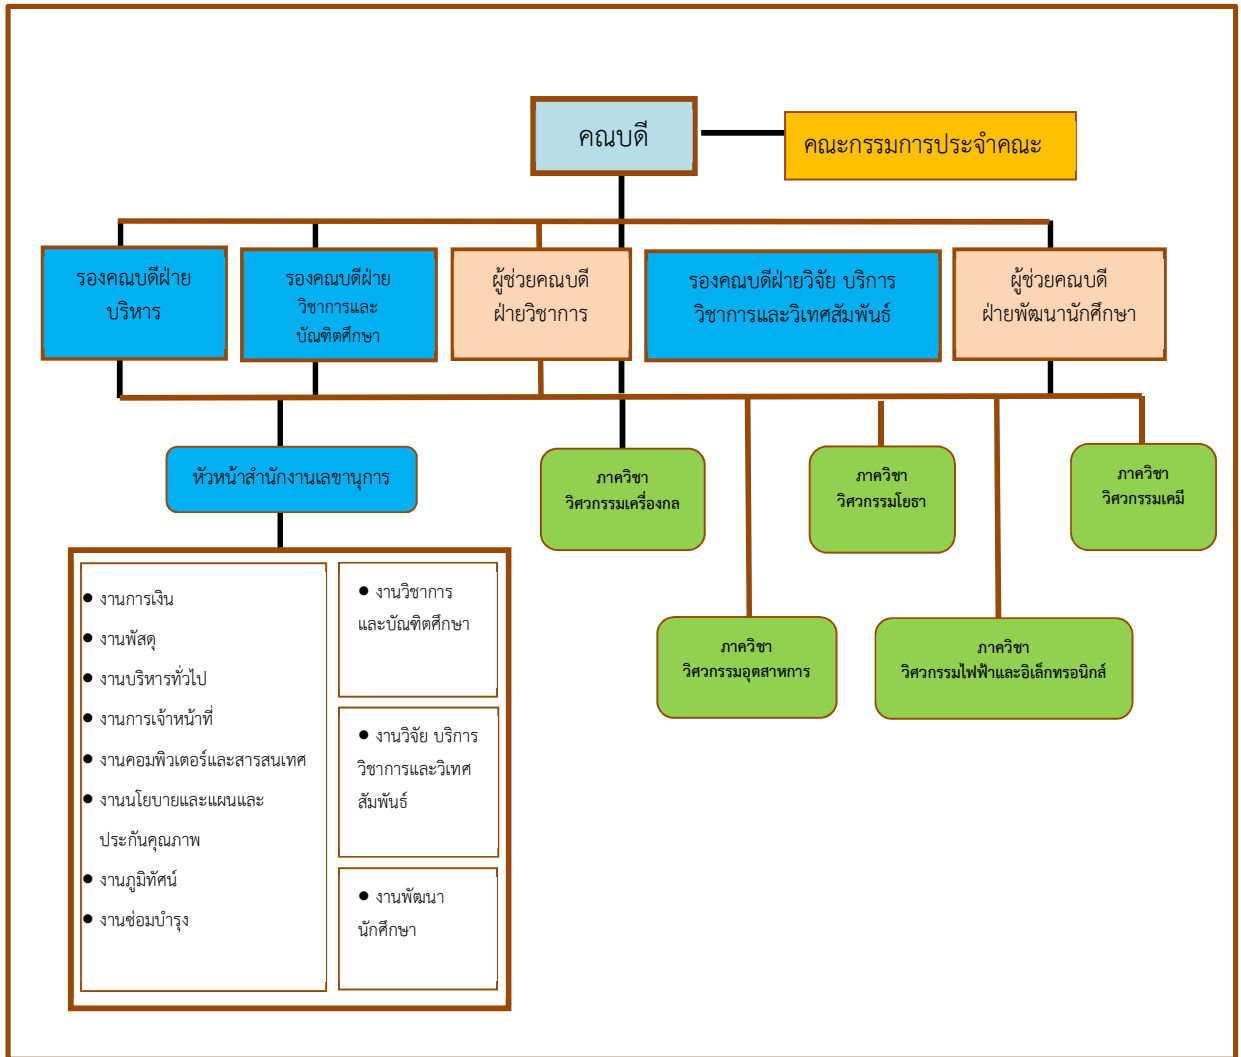 คณบดี
คณะกรรมการประจำคณะ
รองคณบดีฝ่าย
บริหาร
รองคณบดีฝ่าย
วิชาการและ
บัณฑิตศึกษา
ผู้ช่วยคณบดี
ฝ่ายวิชาการ
รองคณบดีฝ่ายวิจัย บริการ
วิชาการและวิเทศสัมพันธ์
ผู้ช่วยคณบดี
ฝ่ายพัฒนานักศึกษา
หัวหน้าสำนักงานเลขานุการ
ภาควิชา
วิศวกรรมเครื่องกล
ภาควิชา
วิศวกรรมโยธา
ภาควิชา
วิศวกรรมเคมี
ภาควิชา
วิศวกรรมอุตสาหการ
ภาควิชา
วิศวกรรมไฟฟ้าและอิเล็กทรอนิกส์
● งานการเงิน
● งานพัสดุ
● งานบริหารทั่วไป
● งานการเจ้าหน้าที่
● งานคอมพิวเตอร์และสารสนเทศ
● งานนโยบายและแผนและ
ประกันคุณภาพ
● งานภูมิทัศน์
● งานซ่อมบำรุง
● งานวิชาการ
และบัณฑิตศึกษา
● งานวิจัย บริการ
วิชาการและวิเทศ
สัมพันธ์
● งานพัฒนา
นักศึกษา